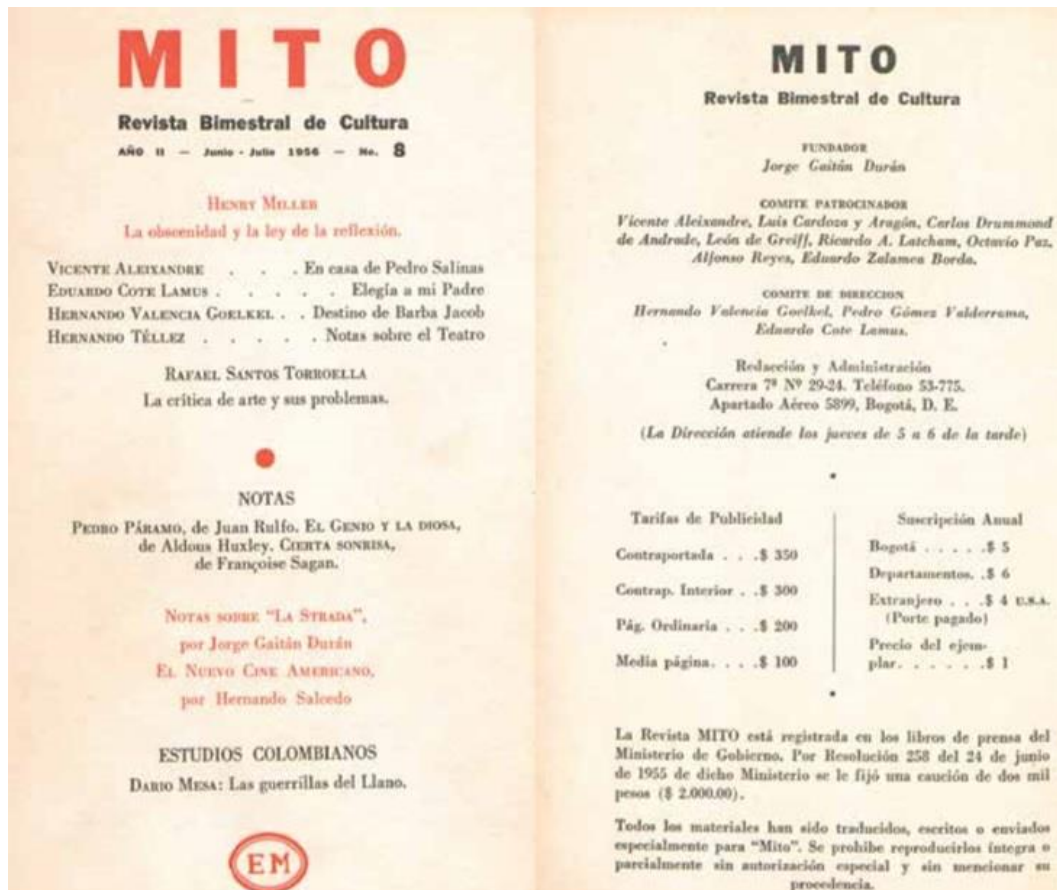 MITO
Revista Bimestral de Cultura
AÑO II — Junio - Julio 1956 — No. 8
HENRY MILLER
La obscenidad y la ley de la reflexión.
VICENTE ALEIXANDRE . . . En casa de Pedro Salinas
EDUARDO COTE LAMUS . . . . . Elegía a mi Padre
HERNANDO VALENCIA GOELKEL . . Destino de Barba Jacob
HERNANDO TÉLLEZ . . . . . Notas sobre el Teatro
RAFAEL SANTOS TORROELLA
La crítica de arte y sus problemas.
NOTAS
PEDRO PÁRAMO, de Juan Rulfo. EL GENIO Y LA DIOSA,
de Aldous Huxley. CIERTA SONRISA,
de Françoise Sagan.
NOTAS SOBRE "LA STRADA",
por Jorge Gaitán Durán
EL NUEVO CINE AMERICANO,
por Hernando Salcedo
ESTUDIOS COLOMBIANOS
DARIO MESA: Las guerrillas del Llano.
EM
MITO
Revista Bimestral de Cultura
FUNDADOR
Jorge Gaitán Durán
COMITE PATROCINADOR
Vicente Aleixandre, Luis Cardoza y Aragón, Carlos Drummond
de Andrade, León de Greiff, Ricardo A. Latcham, Octavio Paz,
Alfonso Reyes, Eduardo Zalamea Borda.
COMITE DE DIRECCION
Hernando Valencia Goelkel, Pedro Gómez Valderrama,
Eduardo Cote Lamus.
Redacción y Administración
Carrera 7ª Nº 29-24. Teléfono 53-775.
Apartado Aéreo 5899, Bogotá, D. E.
(La Dirección atiende los jueves de 5 a 6 de la tarde)
Tarifas de Publicidad
Contraportada . . .$ 350
Contrap. Interior . .$ 300
Pág. Ordinaria . . .$ 200
Media página. . . .$ 100
Suscripción Anual
Bogotá . . . . .$ 5
Departamentos. .$ 6
Extranjero . . .$ 4 U.S.A.
(Porte pagado)
Precio del ejem-
plar. . . . . .$ 1
La Revista MITO está registrada en los libros de prensa del
Ministerio de Gobierno. Por Resolución 258 del 24 de junio
de 1955 de dicho Ministerio se le fijó una caución de dos mil
pesos ($ 2.000.00).
Todos los materiales han sido traducidos, escritos o enviados
especialmente para "Mito". Se prohibe reproducirlos íntegra o
parcialmente sin autorización especial y sin mencionar su
procedencia.